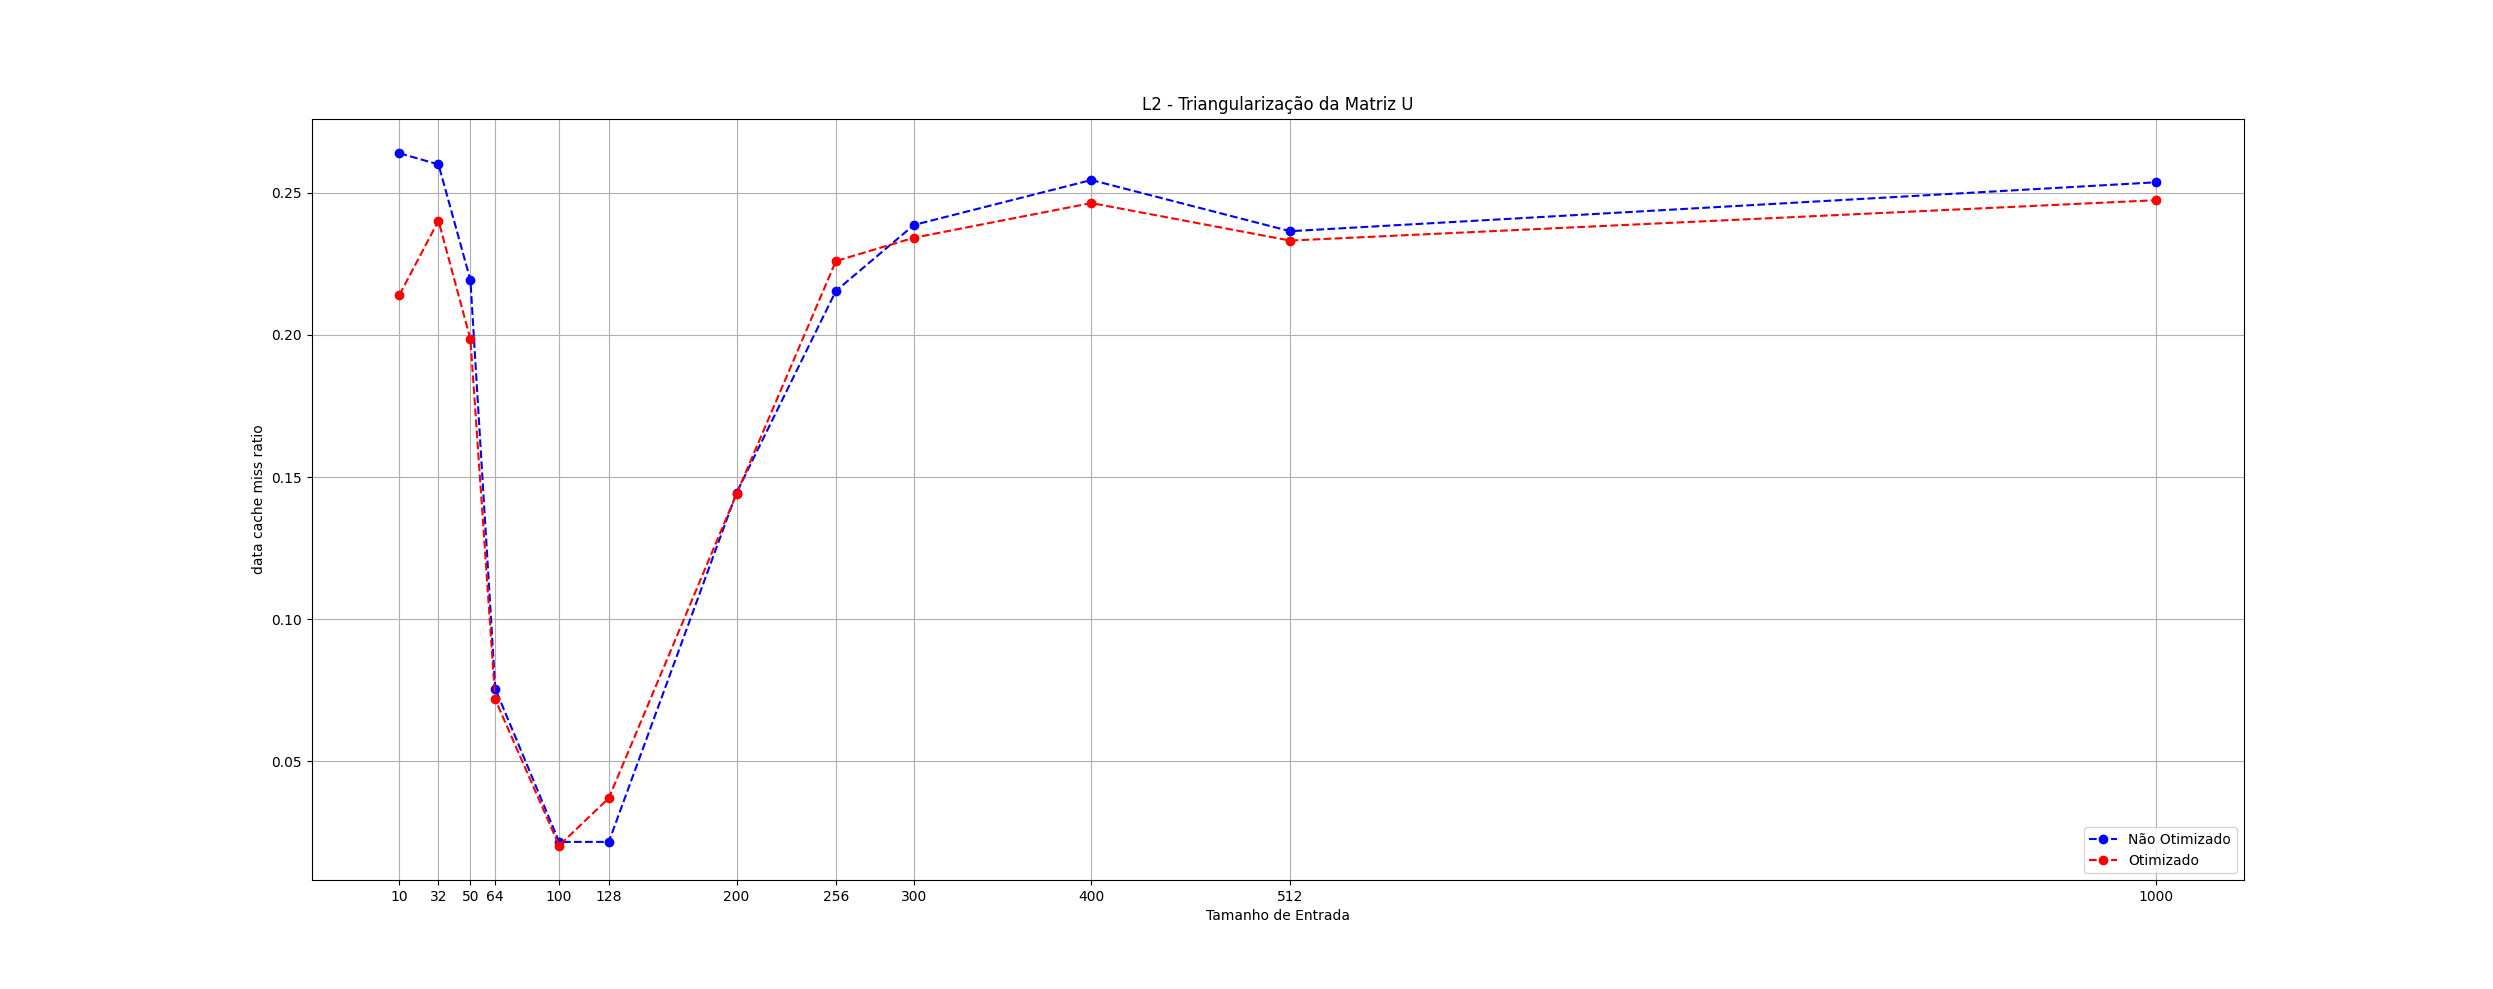 L2 - Triangularização da Matriz U
data cache miss ratio
0.25
0.20
0.15
0.10
0.05
10 32 50 64 100 128 200 256 300 400 512 1000
Tamanho de Entrada
Não Otimizado
Otimizado